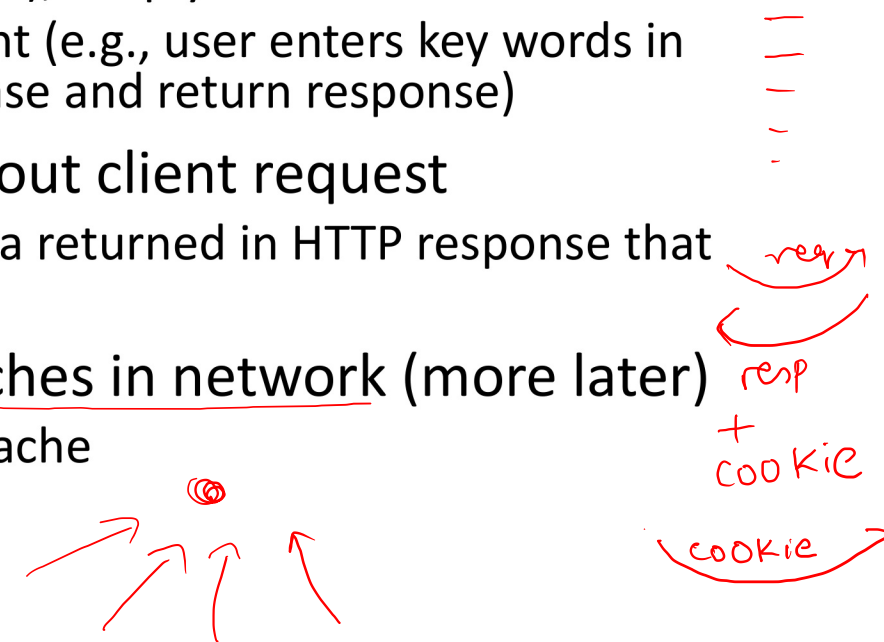 nt (e.g., user enters key words in
ase and return response)
out client request
a returned in HTTP response that
req
ches in network (more later)
resp
+
cookie
ache
cookie